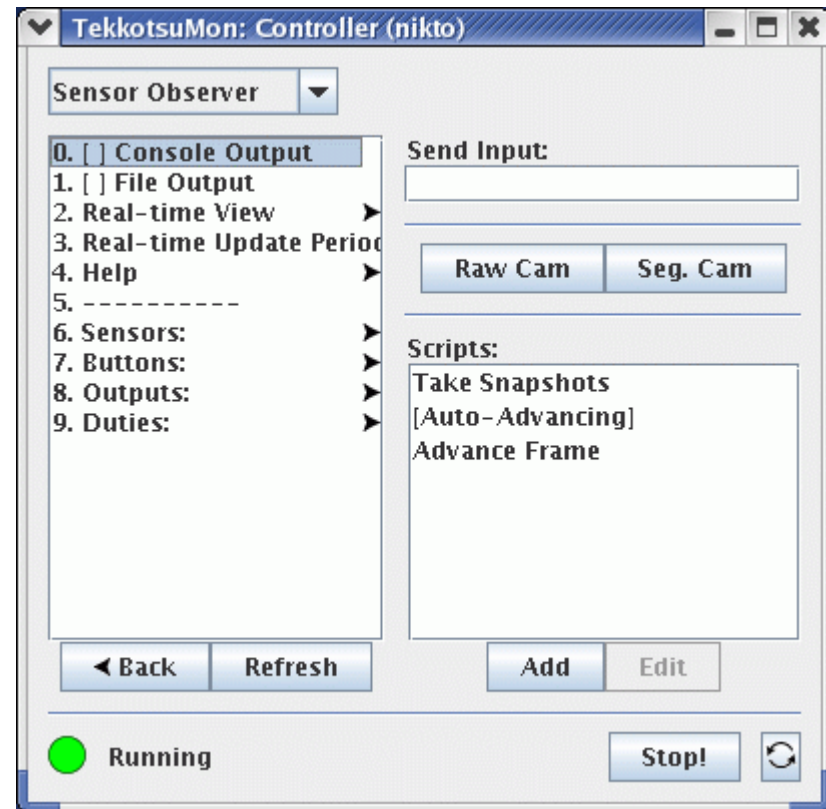 TekkotsuMon: Controller (nikto)
Sensor Observer
0. [ ] Console Output
1. [ ] File Output
2. Real-time View
3. Real-time Update Perioc
4. Help
5. ----------
6. Sensors:
7. Buttons:
8. Outputs:
9. Duties:
Back
Refresh
Send Input:
Raw Cam
Seg. Cam
Scripts:
Take Snapshots
[Auto-Advancing]
Advance Frame
Add
Edit
Running
Stop!